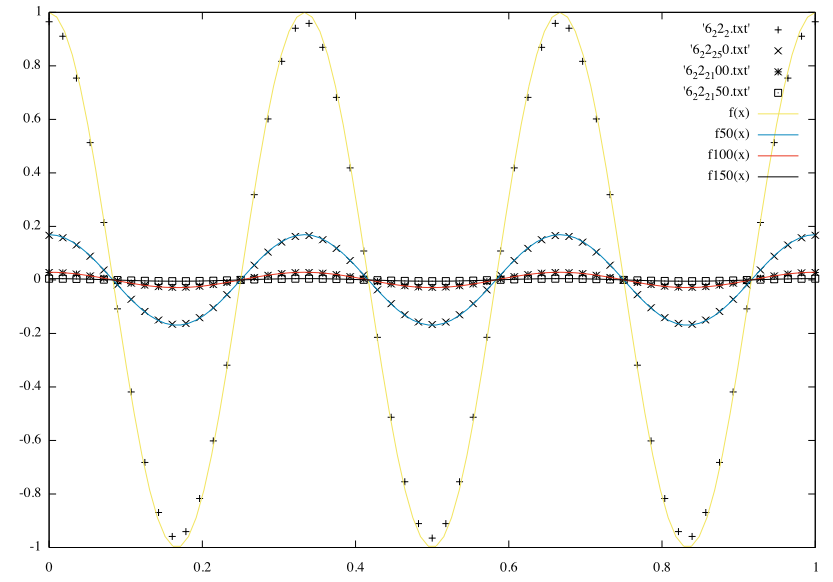 1
0.8
0.6
0.4
0.2
0
-0.2
-0.4
-0.6
-0.8
-1
0 0.2 0.4 0.6 0.8 1
'6₂2₂.txt'
'6₂2₂₅0.txt'
'6₂2₂₁00.txt'
'6₂2₂₁50.txt'
f(x)
f50(x)
f100(x)
f150(x)